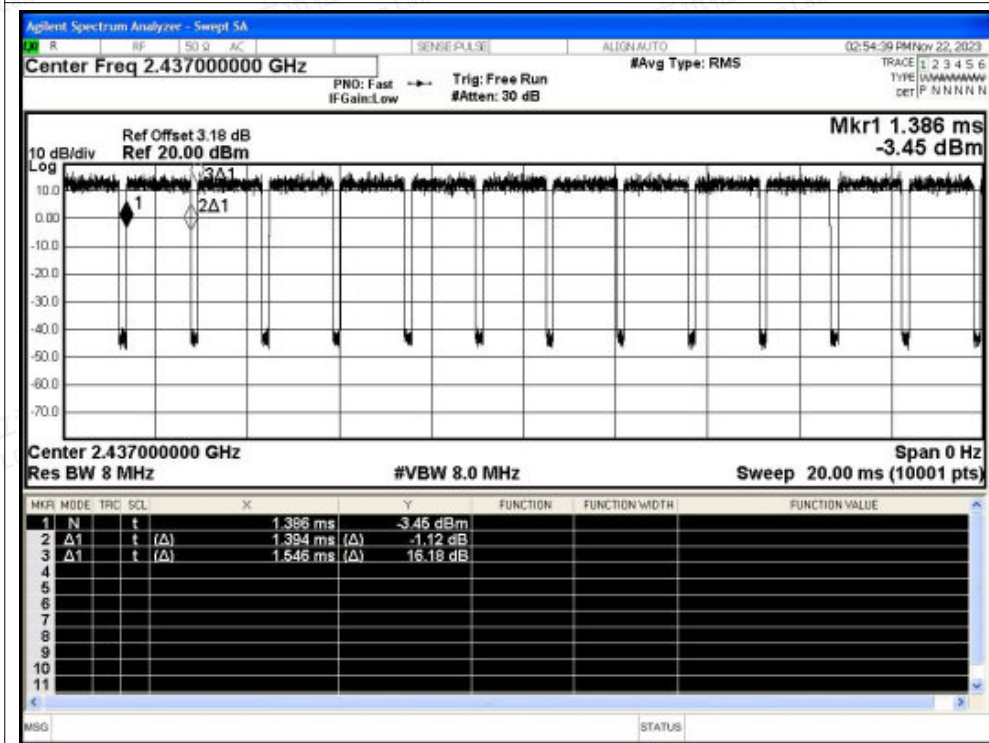 Agilent Spectrum Analyzer - Swept SA
R RF 50 Ω AC SENSE:PULSE ALIGN AUTO 02:54:39 PM Nov 22, 2023
Center Freq 2.437000000 GHz #Avg Type: RMS TRACE 1 2 3 4 5 6
PNO: Fast Trig: Free Run TYPE
IFGain:Low #Atten: 30 dB DET P N N N N N
Mkr1 1.386 ms
Ref Offset 3.18 dB
10 dB/div Ref 20.00 dBm -3.45 dBm
Log
3Δ1
10.0
1
2Δ1
0.00
-10.0
-20.0
-30.0
-40.0
-50.0
-60.0
-70.0
Center 2.437000000 GHz Span 0 Hz
Res BW 8 MHz #VBW 8.0 MHz Sweep 20.00 ms (10001 pts)
MKR MODE TRC SCL X Y FUNCTION FUNCTION WIDTH FUNCTION VALUE
1 N t 1.386 ms -3.45 dBm
2 Δ1 t (Δ) 1.394 ms (Δ) -1.12 dB
3 Δ1 t (Δ) 1.546 ms (Δ) 16.18 dB
4
5
6
7
8
9
10
11
MSG STATUS